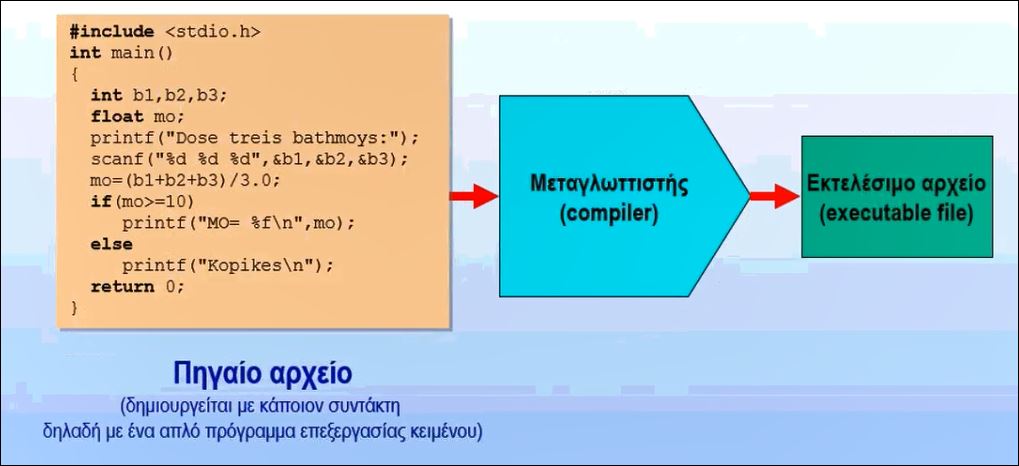 #include <stdio.h>
int main()
{
int b1,b2,b3;
float mo;
printf("Dose treis bathmoys:");
scanf("%d %d %d",&b1,&b2,&b3);
mo=(b1+b2+b3)/3.0;
if(mo>=10)
printf("MO= %f\n",mo);
else
printf("Kopikes\n");
return 0;
}
Μεταγλωττιστής
(compiler)
Εκτελέσιμο αρχείο
(executable file)
Πηγαίο αρχείο
(δημιουργείται με κάποιον συντάκτη
δηλαδή με ένα απλό πρόγραμμα επεξεργασίας κειμένου)